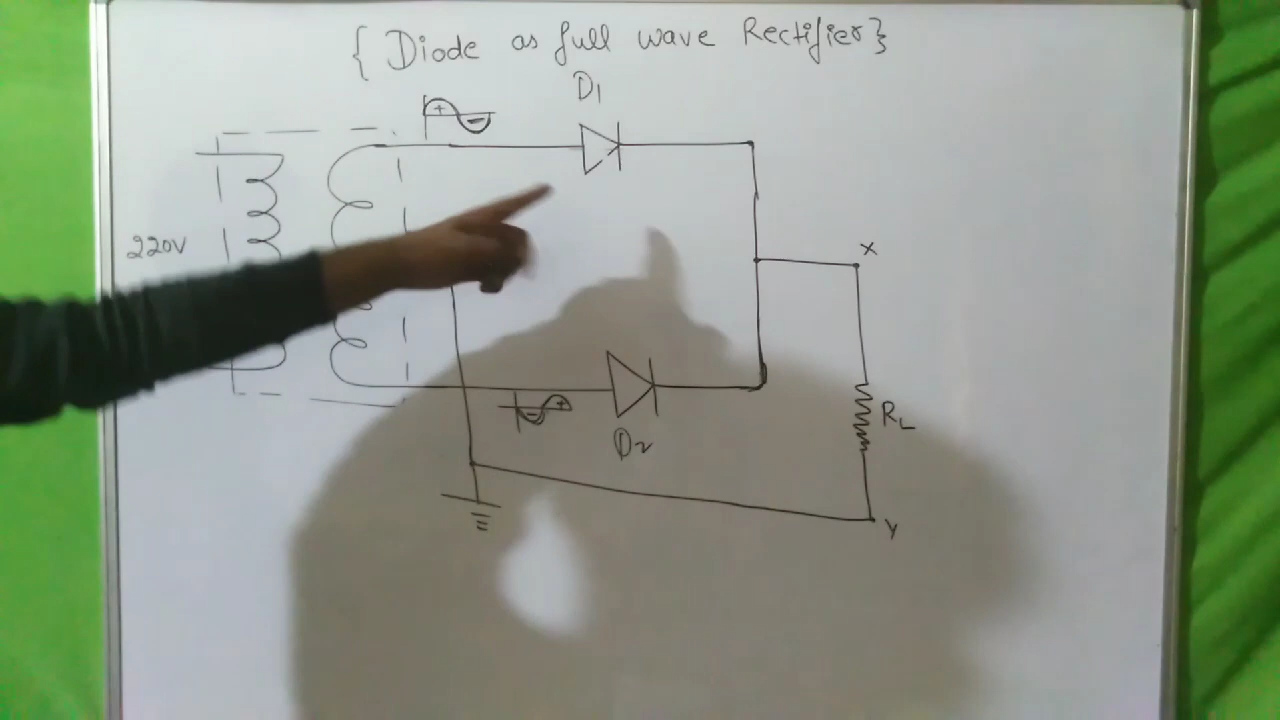 { Diode as full wave Rectifier}
D1
+
-
220V
X
RL
-
+
D2
Y